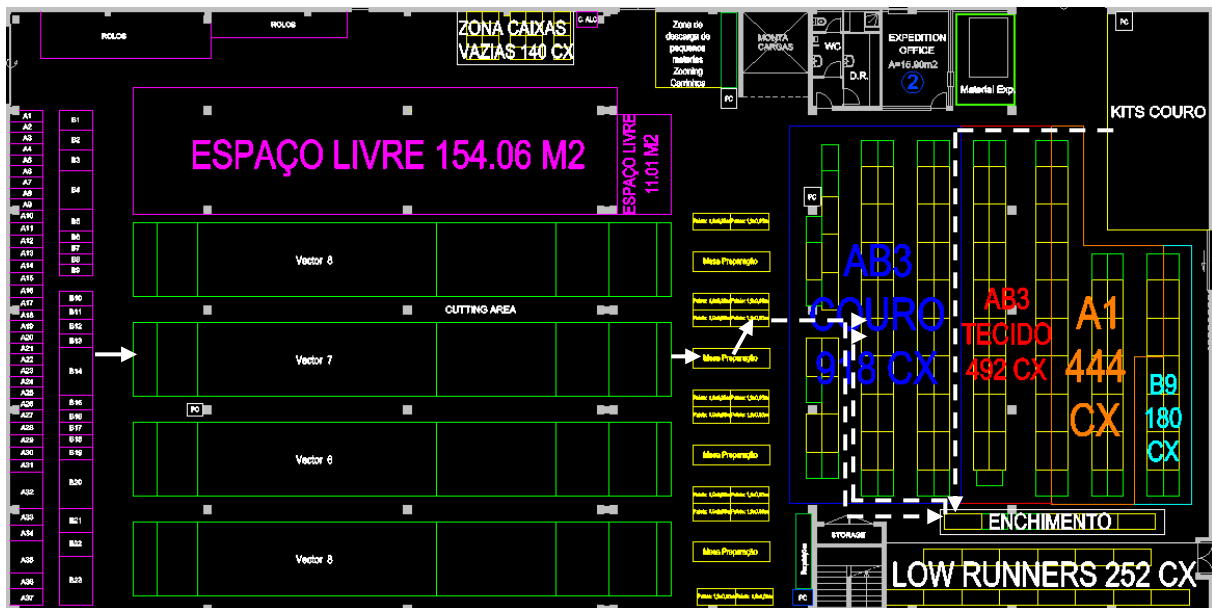 ROLOS
ROLOS
ZONA CAIXAS
VAZIAS 140 CX
C. ALC
Zona de
descarga de
pequenos
materias
Zooning
Carrinhos
PC
MONTA
CARGAS
WC
D.R.
EXPEDITION
OFFICE
A=15.90m2
2
Material Exp.
PC
KITS COURO
A1
A2
A3
A4
A5
A6
A7
A8
A9
A10
A11
A12
A13
A14
A15
A16
A17
A18
A19
A20
A21
A22
A23
A24
A25
A26
A27
A28
A29
A30
A31
A32
A33
A34
A35
A36
A37
B1
B2
B3
B4
B5
B6
B7
B8
B9
B10
B11
B12
B13
B14
B15
B16
B17
B18
B19
B20
B21
B22
B23
ESPAÇO LIVRE 154.06 M2
ESPAÇO LIVRE
11.01 M2
Vector 8
CUTTING AREA
Vector 7
PC
Vector 6
Vector 8
Mesa Preparação
Mesa Preparação
Mesa Preparação
Mesa Preparação
PC
AB3
COURO
918 CX
AB3
TECIDO
492 CX
A1
444
CX
B9
180
CX
ENCHIMENTO
STORAGE
LOW RUNNERS 252 CX
PC